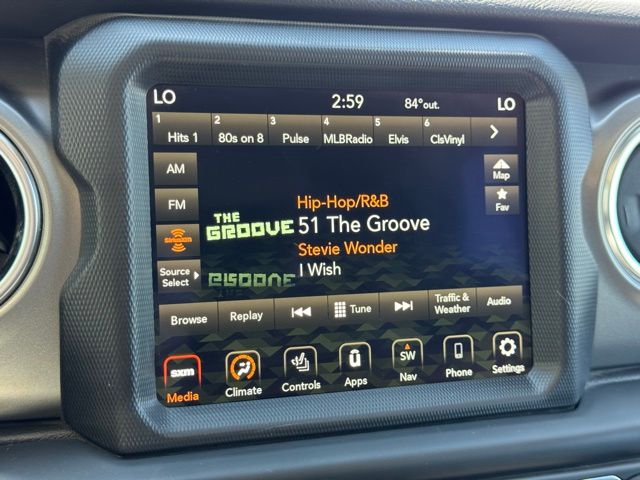 LO 2:59 84°out. LO
1 2 3 4 5 6
Hits 1 80s on 8 Pulse MLBRadio Elvis ClsVinyl
AM
Map
FM
Fav
Hip-Hop/R&B
THE
GROOVE
51 The Groove
SiriusXM
Stevie Wonder
Source
Select
I Wish
Browse Replay Tune Traffic &
Weather Audio
sxm
Media
Climate
Controls
ū
Apps
SW
Nav
Phone
Settings